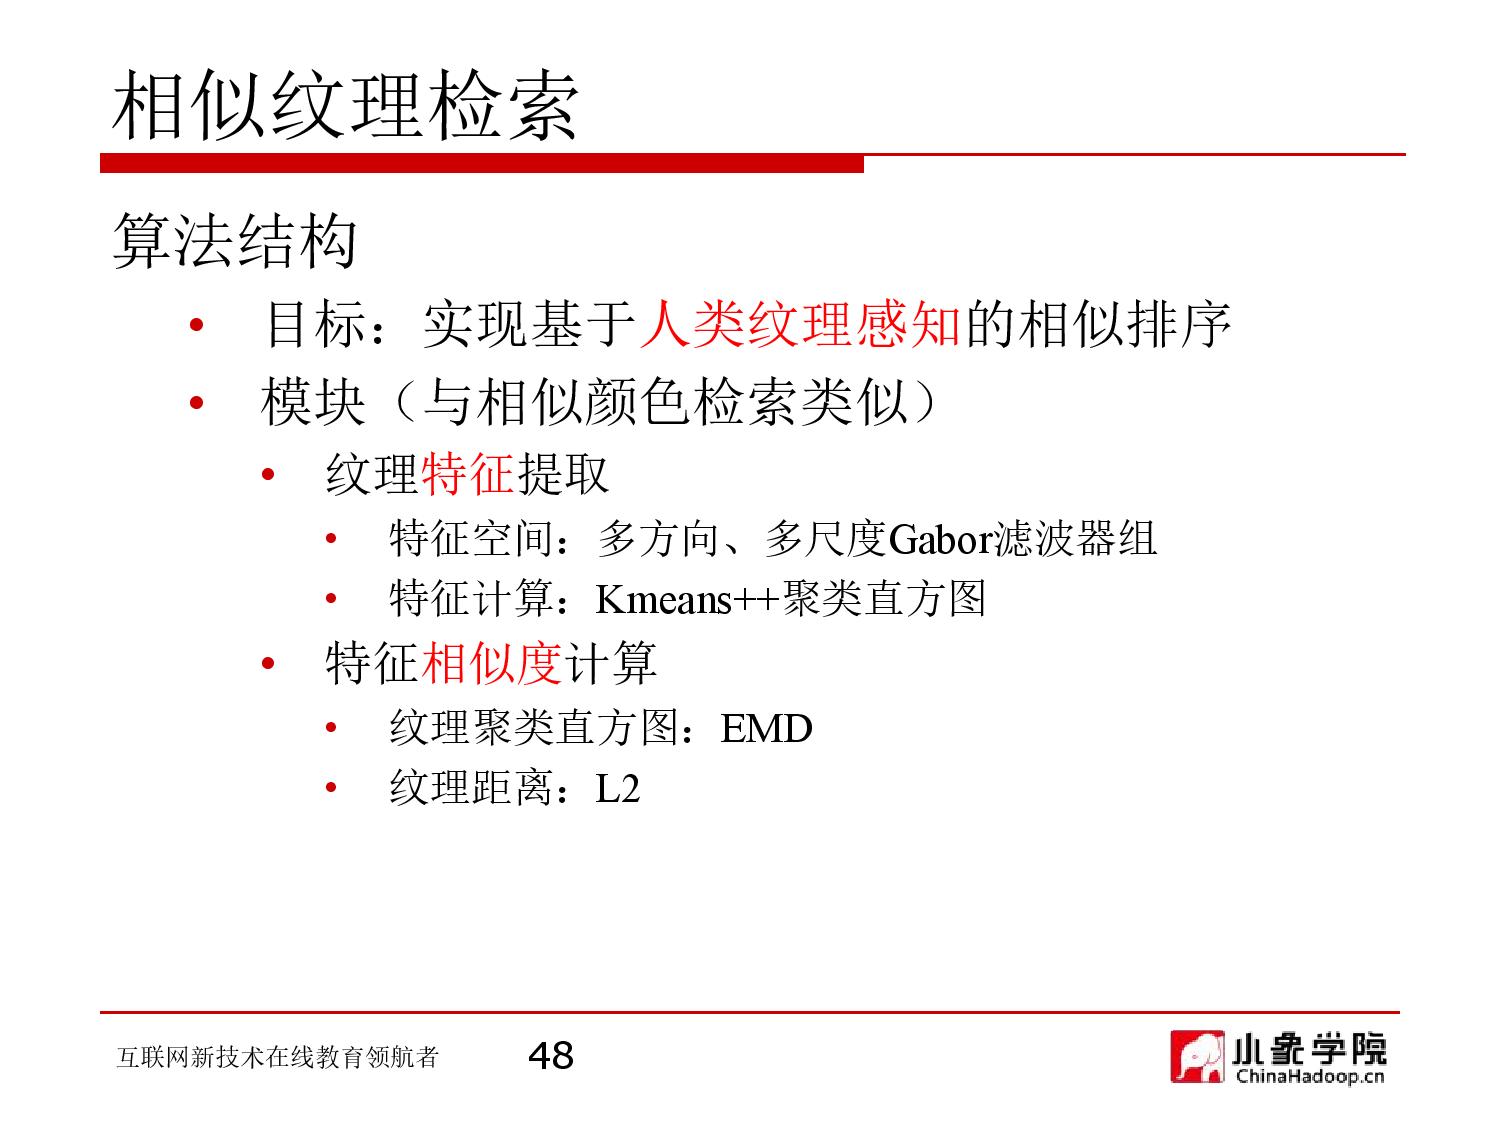 相似纹理检索
算法结构
• 目标：实现基于人类纹理感知的相似排序
• 模块（与相似颜色检索类似）
• 纹理特征提取
• 特征空间：多方向、多尺度Gabor滤波器组
• 特征计算：Kmeans++聚类直方图
• 特征相似度计算
• 纹理聚类直方图：EMD
• 纹理距离：L2
互联网新技术在线教育领航者
48
小象学院
ChinaHadoop.cn